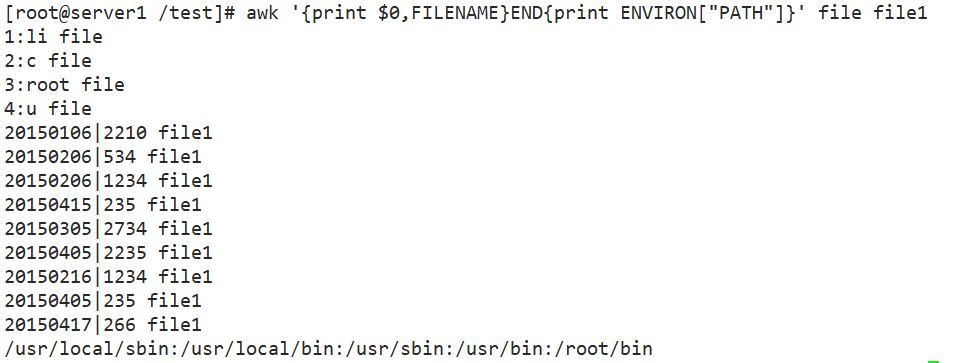 [root@server1 /test]# awk '{print $0,FILENAME}END{print ENVIRON["PATH"]}' file file1
1:li file
2:c file
3:root file
4:u file
20150106|2210 file1
20150206|534 file1
20150206|1234 file1
20150415|235 file1
20150305|2734 file1
20150405|2235 file1
20150216|1234 file1
20150405|235 file1
20150417|266 file1
/usr/local/sbin:/usr/local/bin:/usr/sbin:/usr/bin:/root/bin